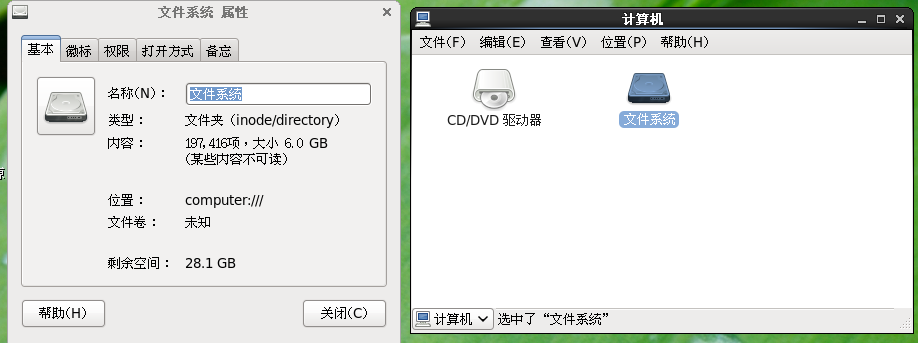 文件系统 属性
基本 徽标 权限 打开方式 备忘
名称(N)： 文件系统
类型： 文件夹（inode/directory）
内容： 197,416项，大小 6.0 GB
(某些内容不可读)
位置： computer:///
文件卷： 未知
剩余空间： 28.1 GB
帮助(H) 关闭(C)
计算机
文件(F) 编辑(E) 查看(V) 位置(P) 帮助(H)
CD/DVD 驱动器 文件系统
计算机 选中了“文件系统”